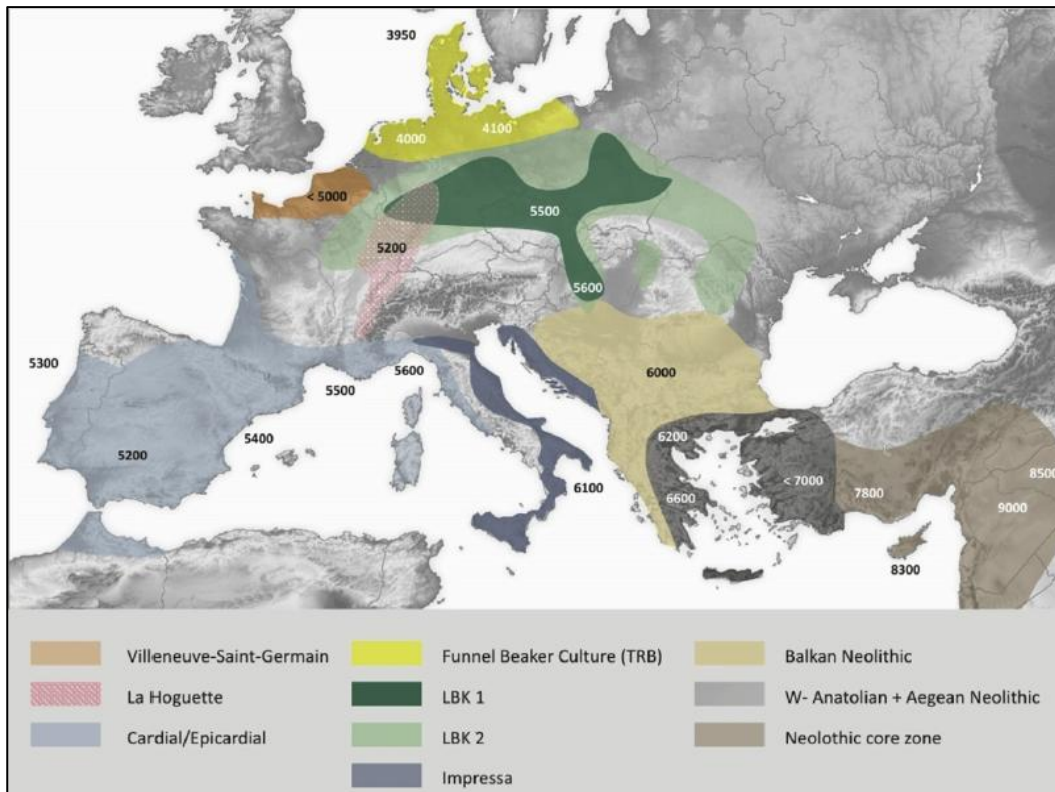 3950
4000
4100
< 5000
5500
5200
5600
5300
5600
6000
5500
5400
5200
6200
6100
6600
< 7000
7800
8500
9000
8300
Villeneuve-Saint-Germain
La Hoguette
Cardial/Epicardial
Funnel Beaker Culture (TRB)
LBK 1
LBK 2
Impressa
Balkan Neolithic
W- Anatolian + Aegean Neolithic
Neolothic core zone